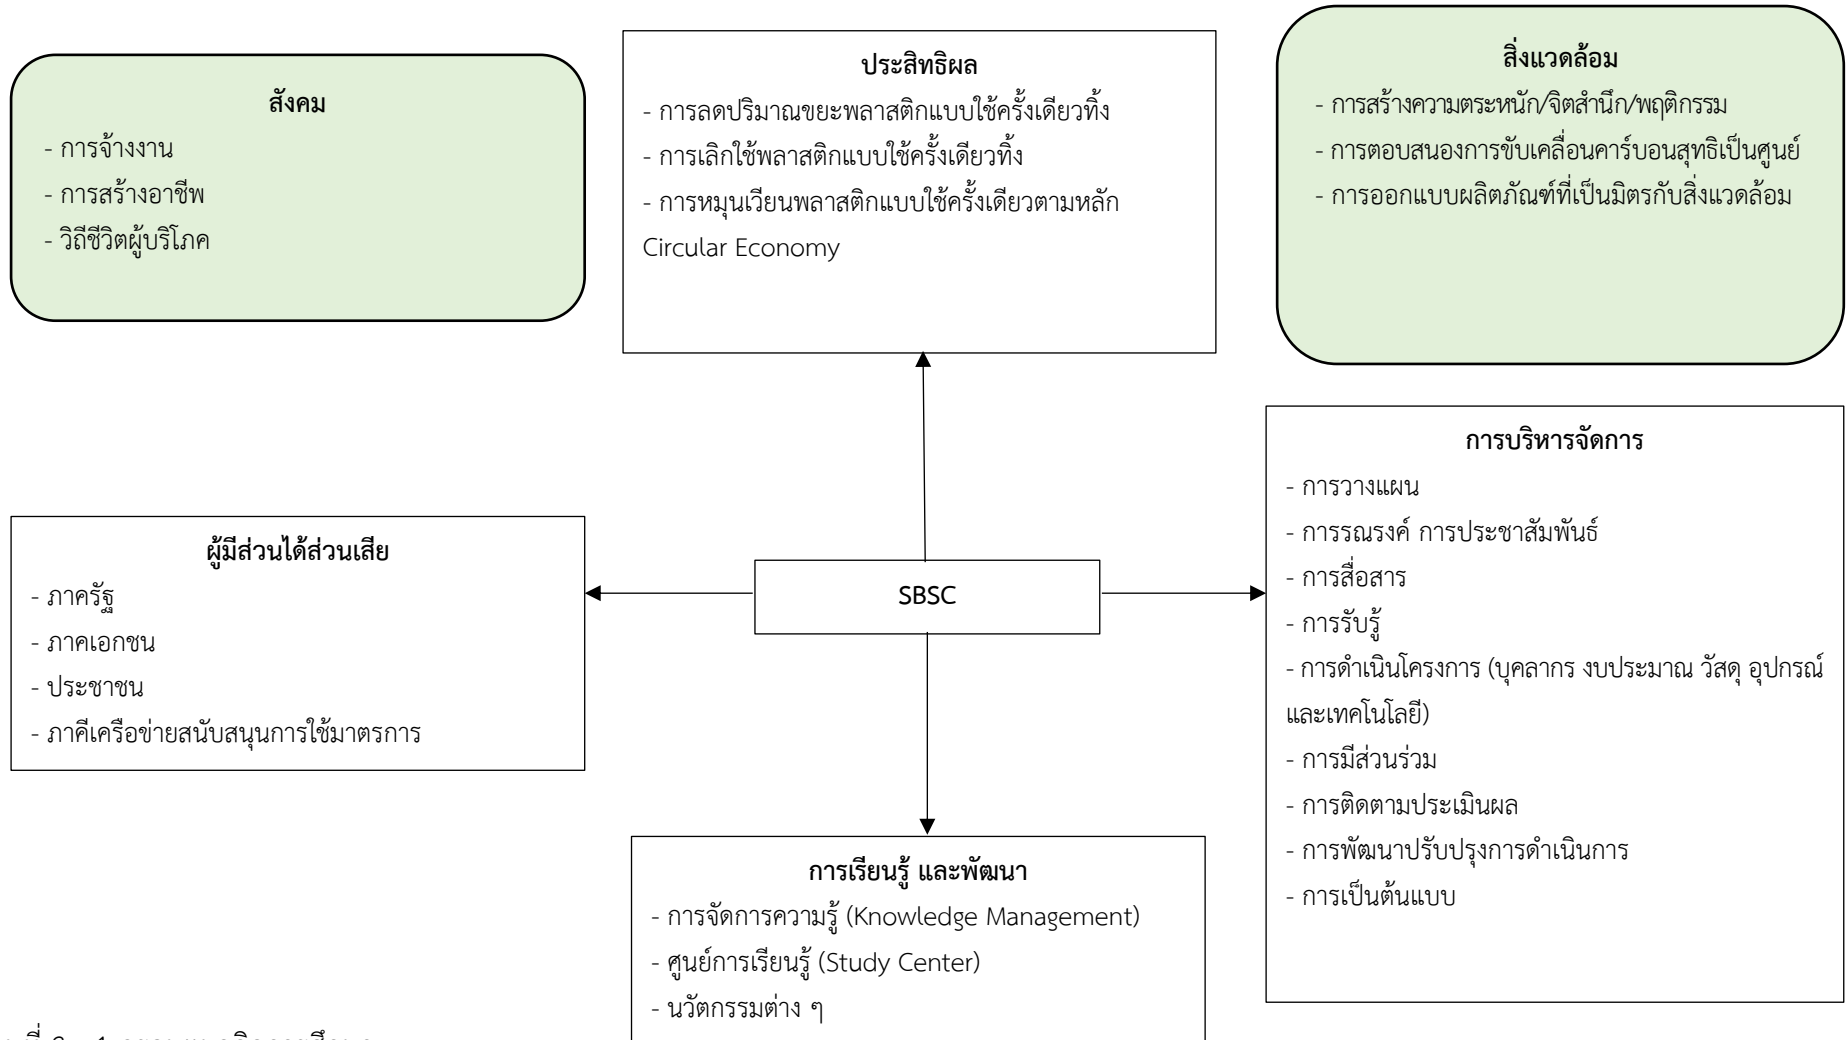 สังคม
- การจ้างงาน
- การสร้างอาชีพ
- วิถีชีวิตผู้บริโภค
ประสิทธิผล
- การลดปริมาณขยะพลาสติกแบบใช้ครั้งเดียวทิ้ง
- การเลิกใช้พลาสติกแบบใช้ครั้งเดียวทิ้ง
- การหมุนเวียนพลาสติกแบบใช้ครั้งเดียวตามหลัก
Circular Economy
สิ่งแวดล้อม
- การสร้างความตระหนัก/จิตสำนึก/พฤติกรรม
- การตอบสนองการขับเคลื่อนคาร์บอนสุทธิเป็นศูนย์
- การออกแบบผลิตภัณฑ์ที่เป็นมิตรกับสิ่งแวดล้อม
ผู้มีส่วนได้ส่วนเสีย
- ภาครัฐ
- ภาคเอกชน
- ประชาชน
- ภาคีเครือข่ายสนับสนุนการใช้มาตรการ
SBSC
การบริหารจัดการ
- การวางแผน
- การรณรงค์ การประชาสัมพันธ์
- การสื่อสาร
- การรับรู้
- การดำเนินโครงการ (บุคลากร งบประมาณ วัสดุ อุปกรณ์
และเทคโนโลยี)
- การมีส่วนร่วม
- การติดตามประเมินผล
- การพัฒนาปรับปรุงการดำเนินการ
- การเป็นต้นแบบ
การเรียนรู้ และพัฒนา
- การจัดการความรู้ (Knowledge Management)
- ศูนย์การเรียนรู้ (Study Center)
- นวัตกรรมต่าง ๆ